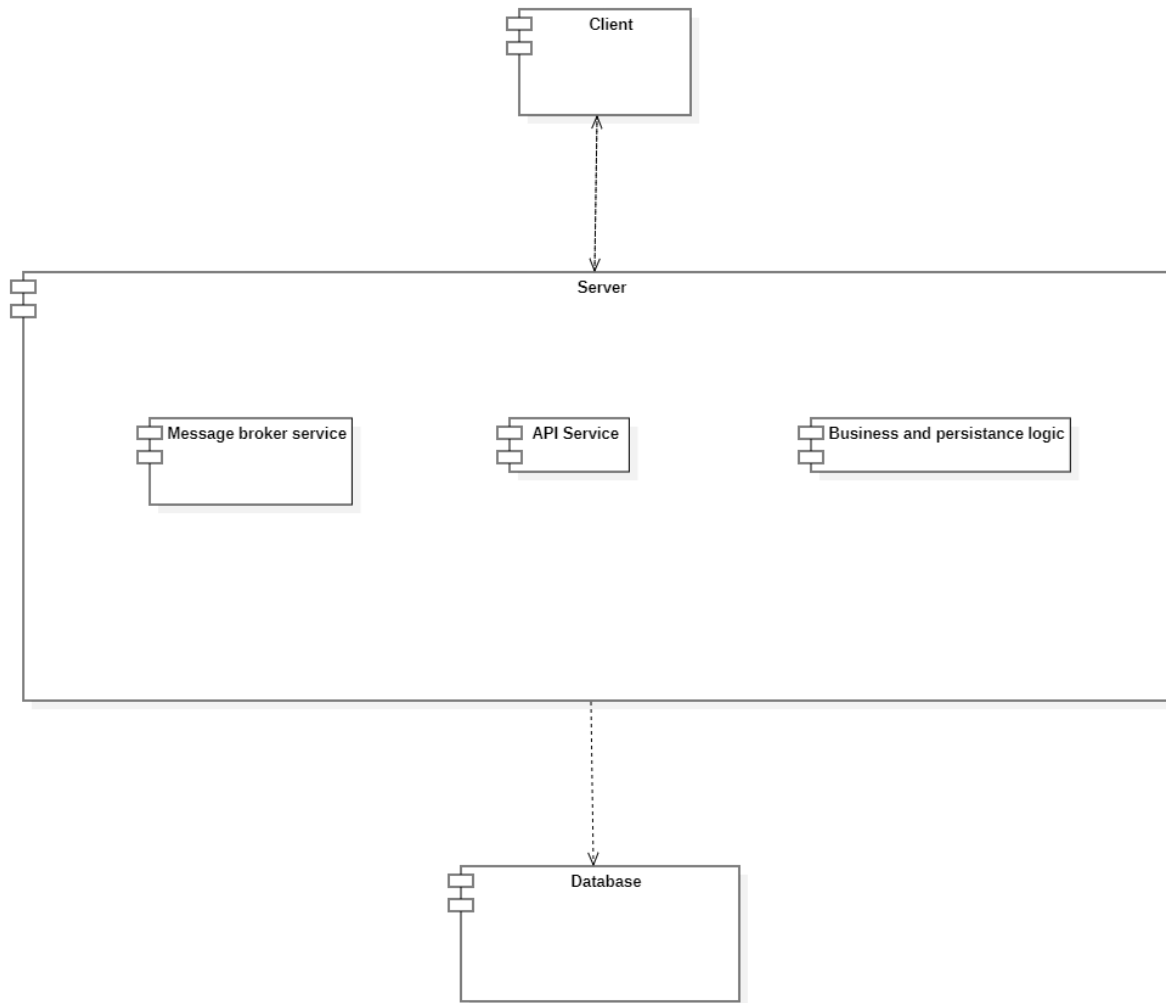 Client
Server
Message broker service
API Service
Business and persistance logic
Database